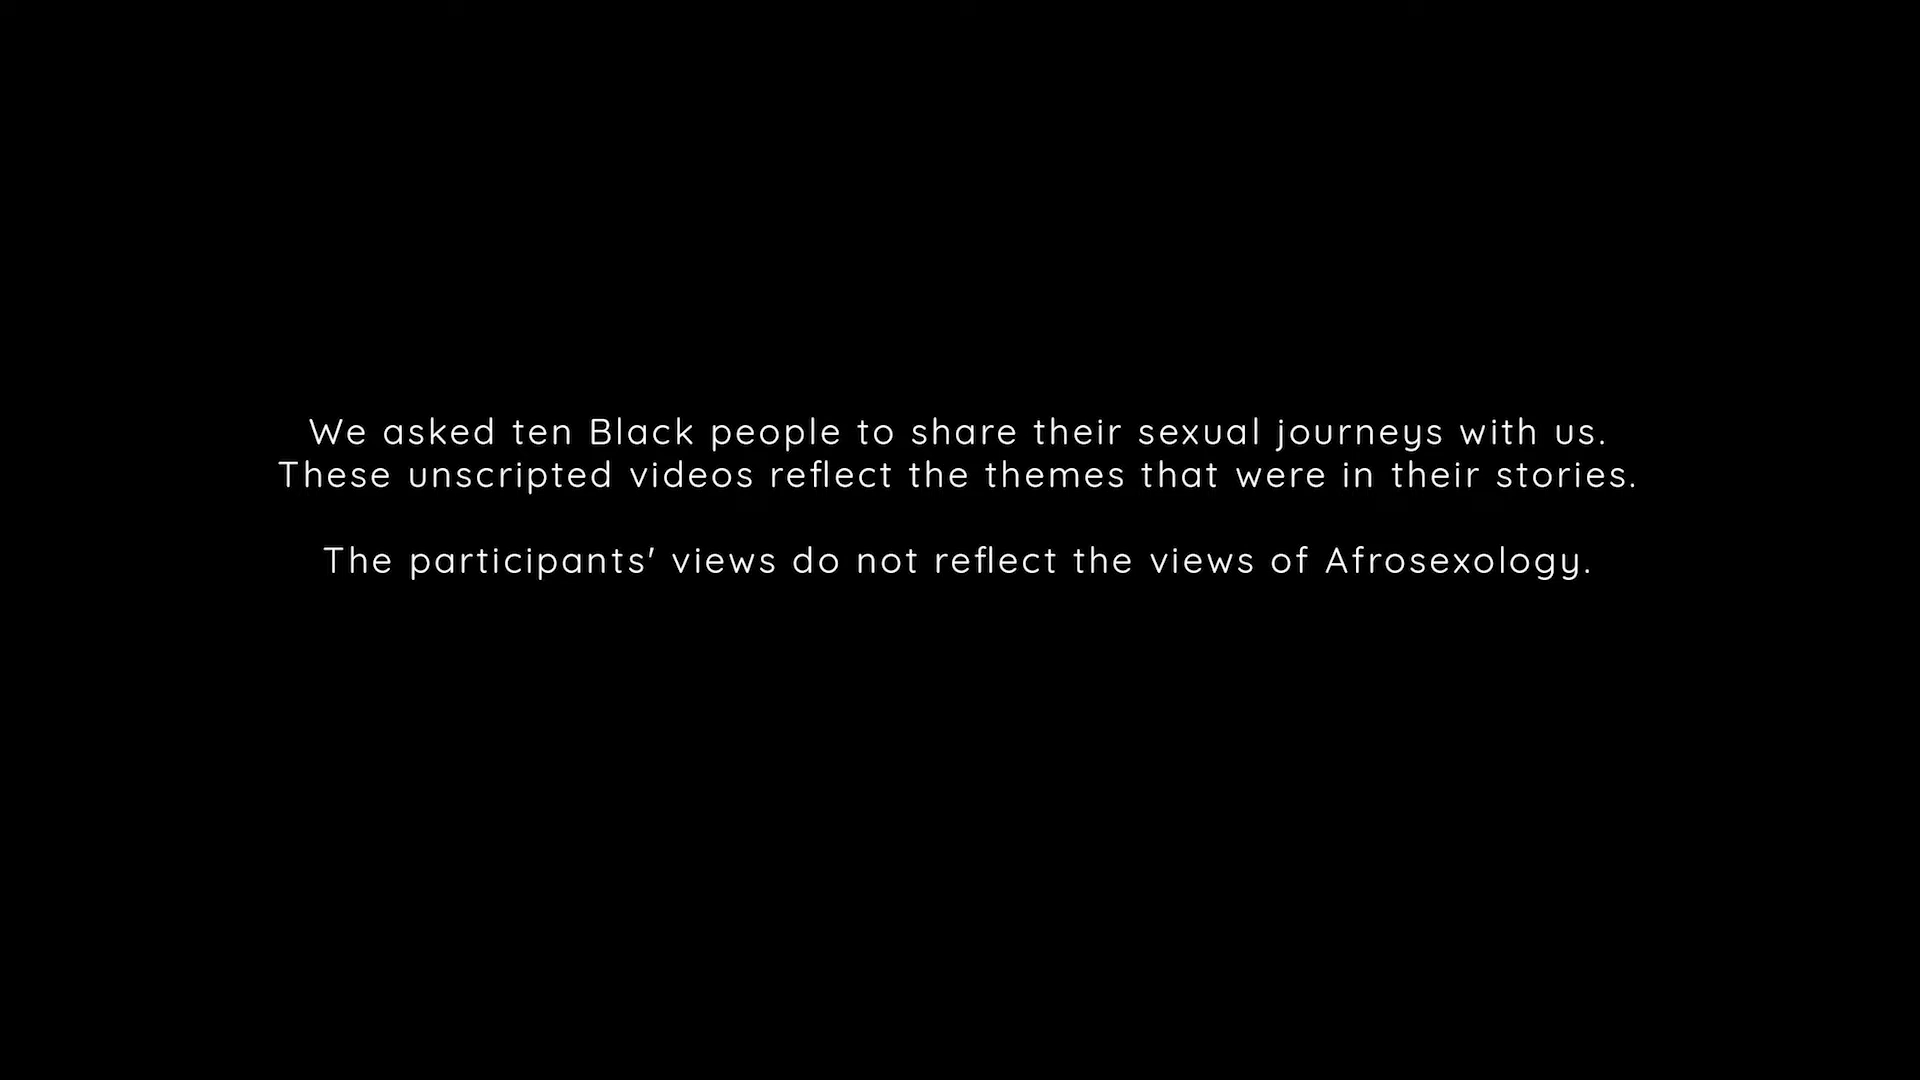 We asked ten Black people to share their sexual journeys with us.
These unscripted videos reflect the themes that were in their stories.
The participants' views do not reflect the views of Afrosexology.